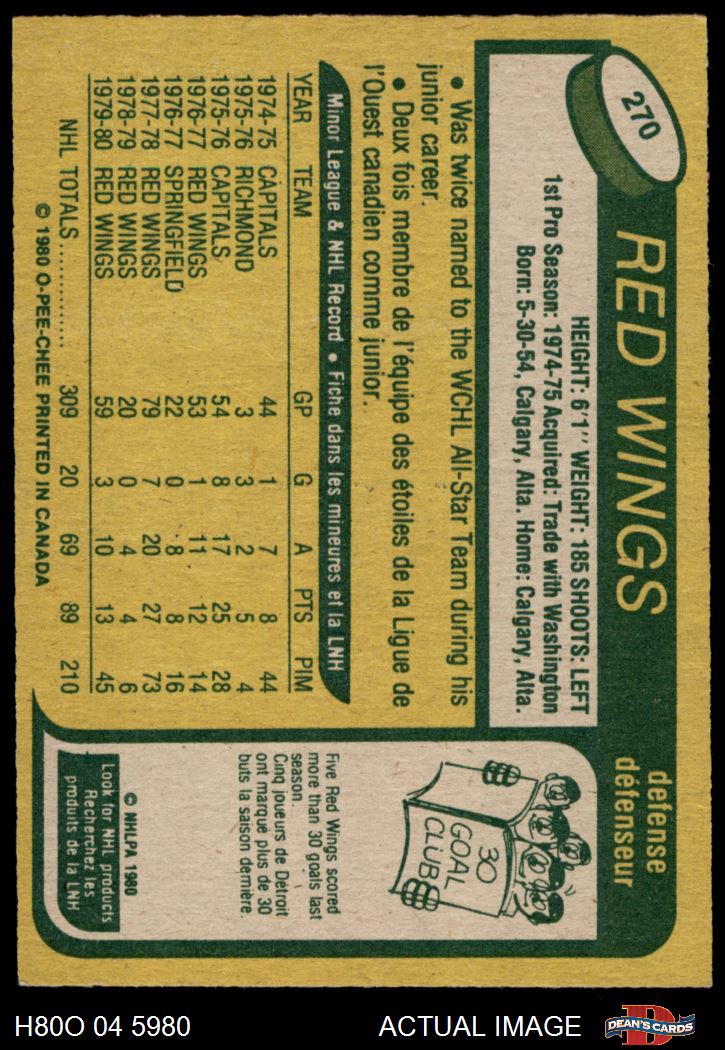 270
RED WINGS
defense
défenseur
HEIGHT: 6'1'' WEIGHT: 185 SHOOTS: LEFT
1st Pro Season: 1974-75 Acquired: Trade with Washington
Born: 5-30-54, Calgary, Alta. Home: Calgary, Alta.
• Was twice named to the WCHL All-Star Team during his
junior career.
• Deux fois membre de l'équipe des étoiles de la Ligue de
l'Ouest canadien comme junior.
Minor League & NHL Record • Fiche dans les mineures et la LNH
YEAR TEAM GP G A PTS PIM
1974-75 CAPITALS 44 1 7 8 44
1975-76 RICHMOND 3 3 2 5 4
1975-76 CAPITALS 54 8 17 25 28
1976-77 RED WINGS 53 1 11 12 14
1976-77 SPRINGFIELD 22 0 8 8 16
1977-78 RED WINGS 79 7 20 27 73
1978-79 RED WINGS 20 0 4 4 6
1979-80 RED WINGS 59 3 10 13 45
NHL TOTALS .............. 309 20 69 89 210
© 1980 O-PEE-CHEE PRINTED IN CANADA
30
GOAL
CLUB
Five Red Wings scored
more than 30 goals last
season
Cinq joueurs de Détroit
ont marqué plus de 30
buts la saison dernière.
© NHLPA 1980
Look for NHL products
Recherchez les
produits de la LNH
H80O 04 5980
ACTUAL IMAGE
D
DEAN'S CARDS